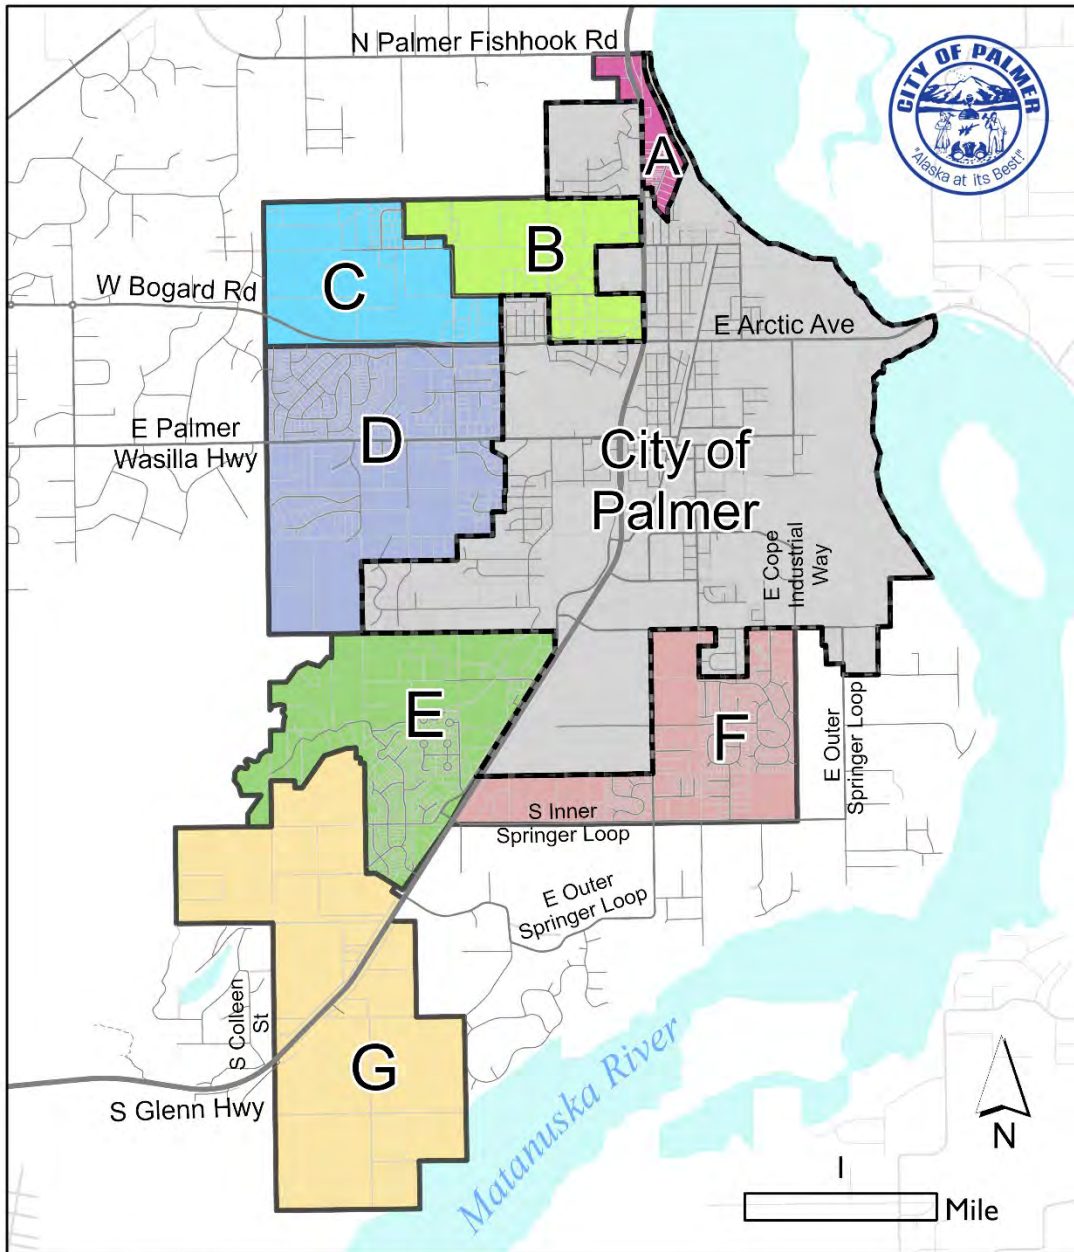 N Palmer Fishhook Rd
CITY OF PALMER
"Alaska at its Best!"
A
B
C
W Bogard Rd
E Arctic Ave
E Palmer
Wasilla Hwy
D
City of
Palmer
E Cope
Industrial
Way
E
F
E Outer
Springer Loop
S Inner
Springer Loop
E Outer
Springer Loop
S Colleen
St
G
S Glenn Hwy
Matanuska River
N
1
Mile